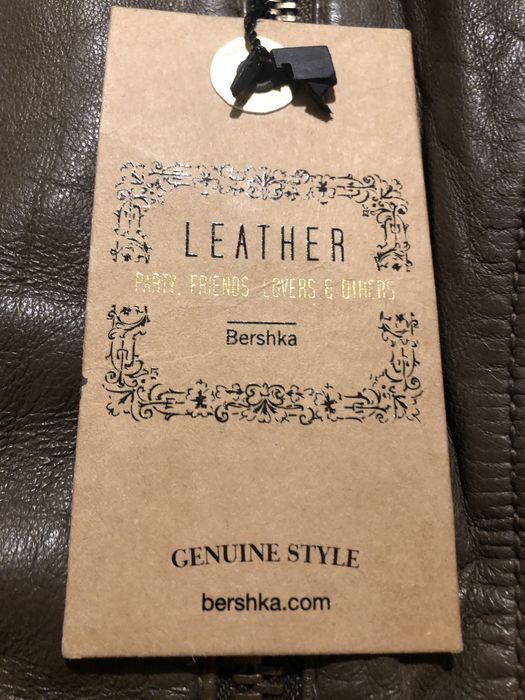 LEATHER
PARTY, FRIENDS LOVERS & OTHERS
Bershka
GENUINE STYLE
bershka.com